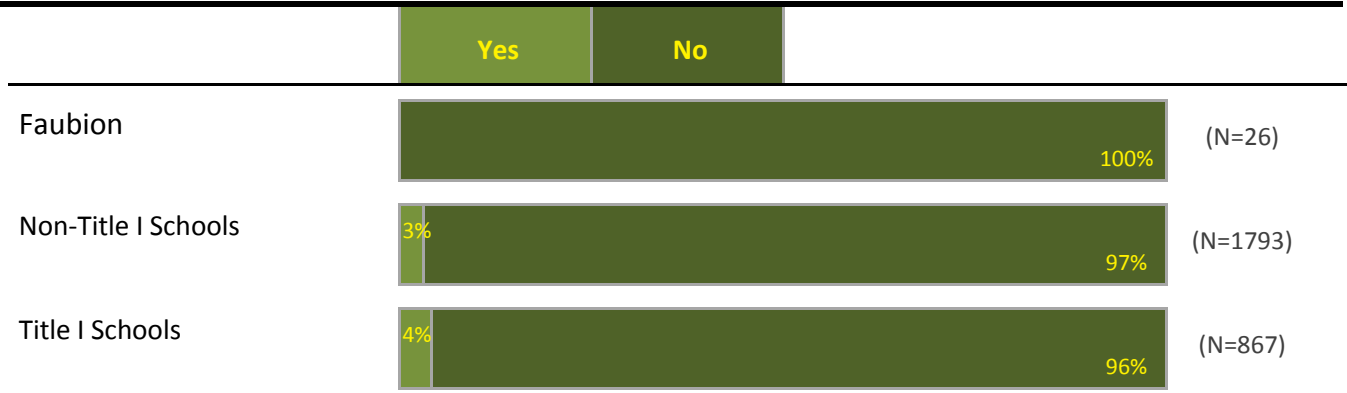 Yes No
Faubion
100%
(N=26)
Non-Title I Schools
3%
97%
(N=1793)
Title I Schools
4%
96%
(N=867)